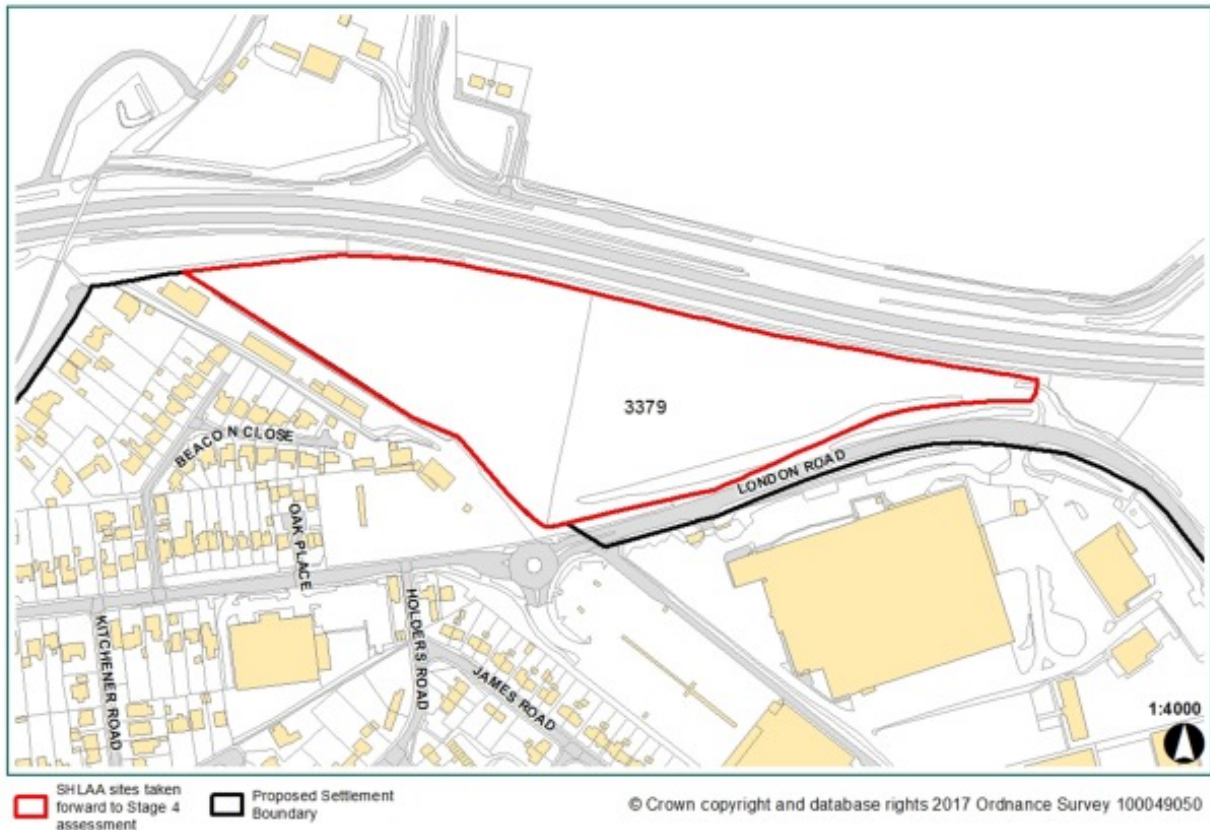 3379
LONDON ROAD
BEACON CLOSE
OAK PLACE
HOLDERS ROAD
KITCHENER ROAD
JAMES ROAD
1:4000
SHLAA sites taken
forward to Stage 4
assessment
Proposed Settlement
Boundary
© Crown copyright and database rights 2017 Ordnance Survey 100049050